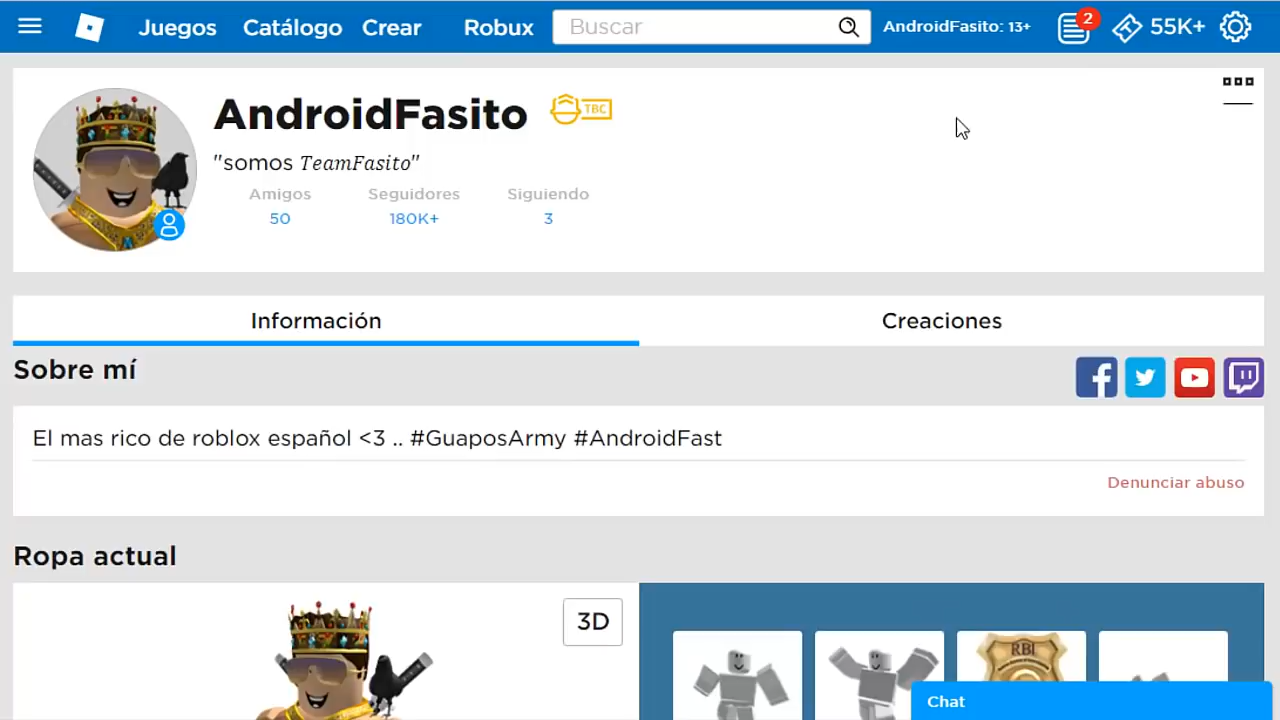 Juegos Catálogo Crear Robux Buscar AndroidFasito: 13+ 2 55K+
AndroidFasito TBC
"somos TeamFasito"
Amigos Seguidores Siguiendo
50 180K+ 3
Información Creaciones
Sobre mí
El mas rico de roblox español <3 .. #GuaposArmy #AndroidFast
Denunciar abuso
Ropa actual
3D
RBI
Chat